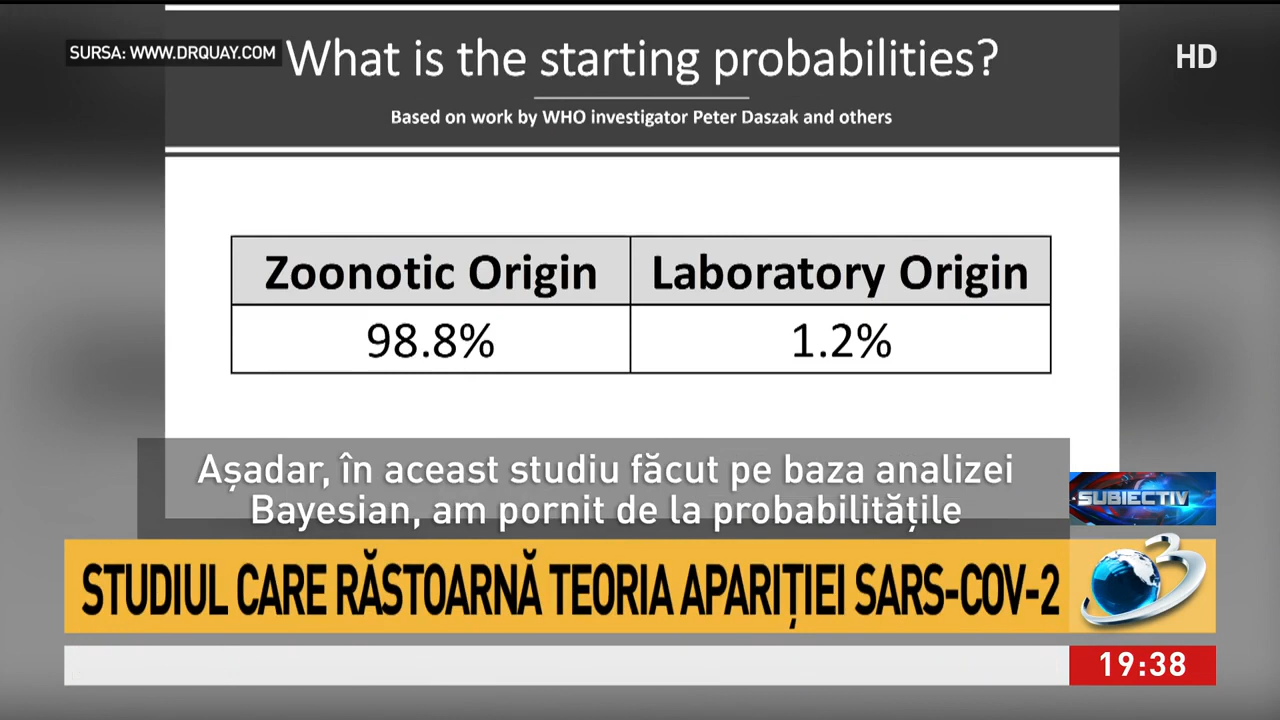 SURSA: WWW.DRQUAY.COM
What is the starting probabilities?
HD
Based on work by WHO investigator Peter Daszak and others
Zoonotic Origin
Laboratory Origin
98.8%
1.2%
Așadar, în aceast studiu făcut pe baza analizei
Bayesian, am pornit de la probabilitățile
SUBIECTIV
STUDIUL CARE RĂSTOARNĂ TEORIA APARIȚIEI SARS-COV-2
3
19:38